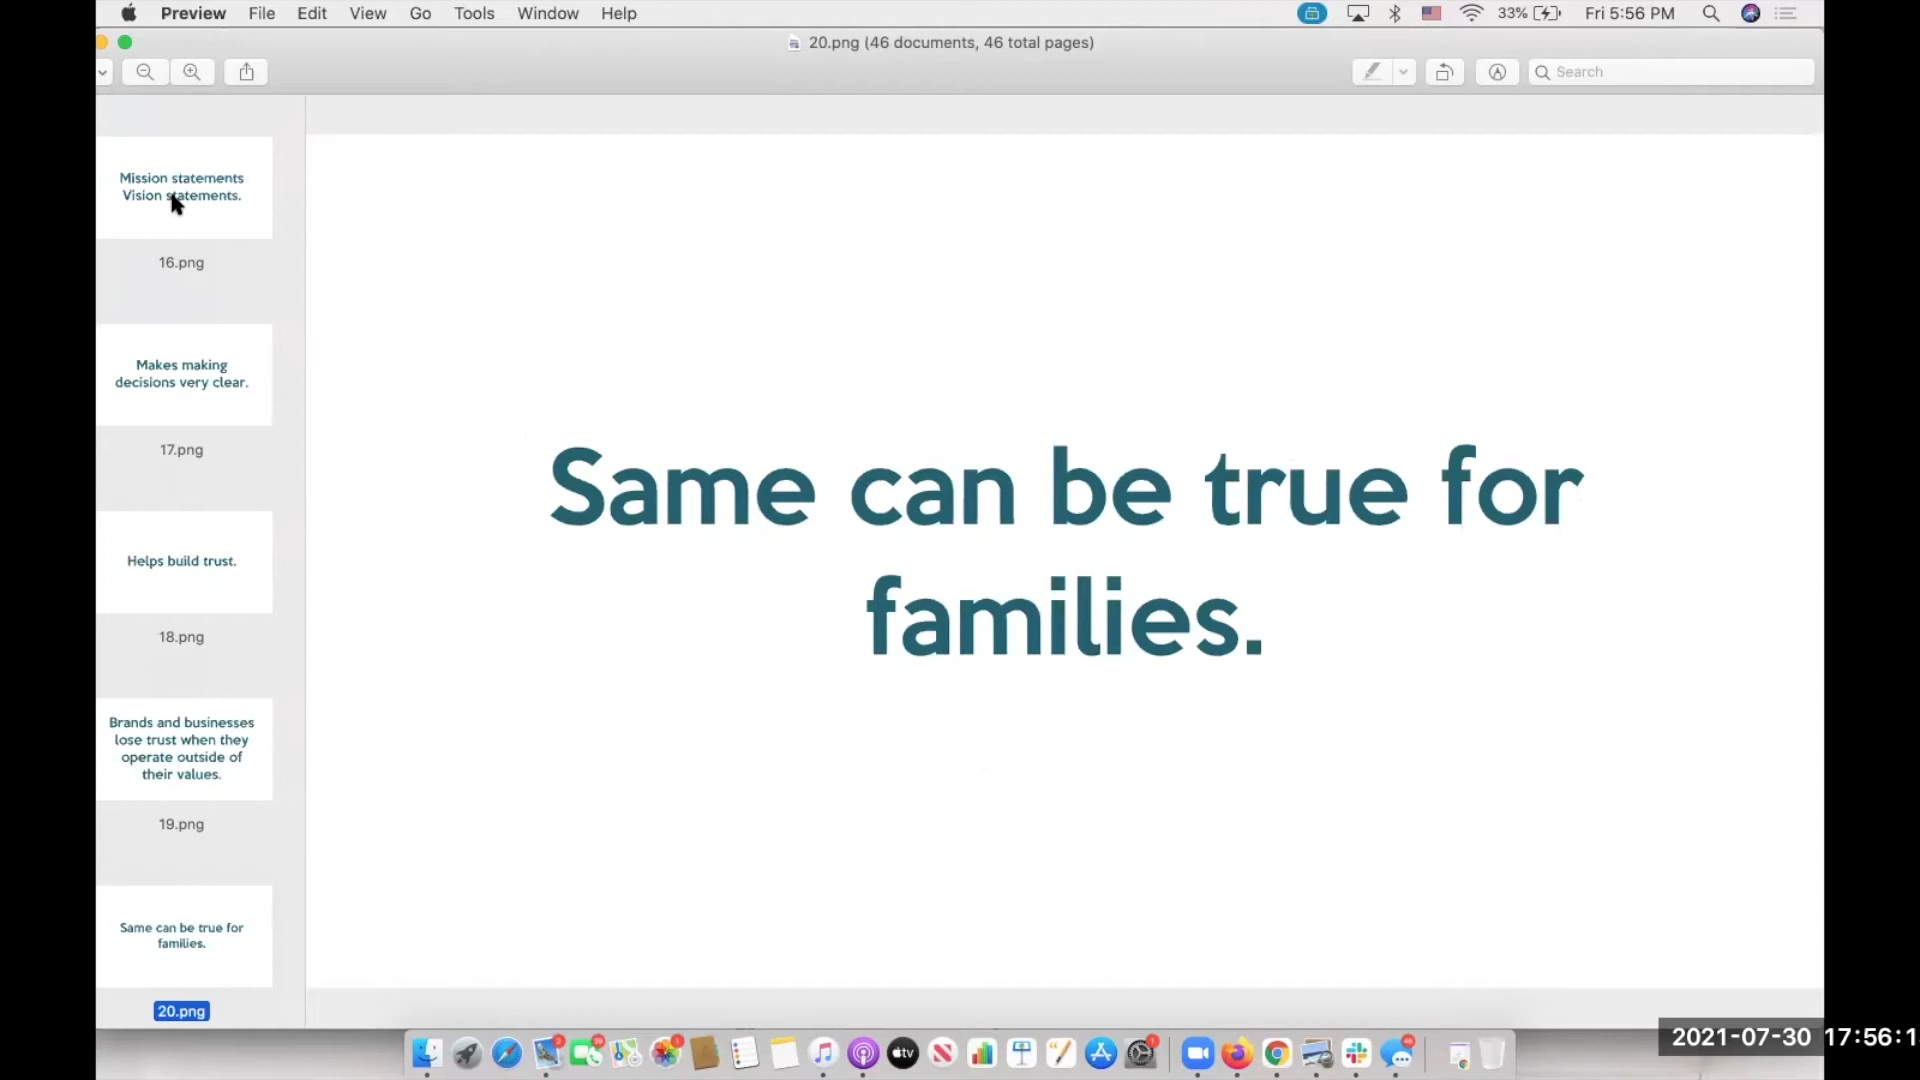 Preview File Edit View Go Tools Window Help 33% Fri 5:56 PM
20.png (46 documents, 46 total pages)
Search
Mission statements
Vision statements.
16.png
Makes making
decisions very clear.
17.png
Helps build trust.
18.png
Brands and businesses
lose trust when they
operate outside of
their values.
19.png
Same can be true for
families.
20.png
Same can be true for
families.
tv
2021-07-30 17:56:1